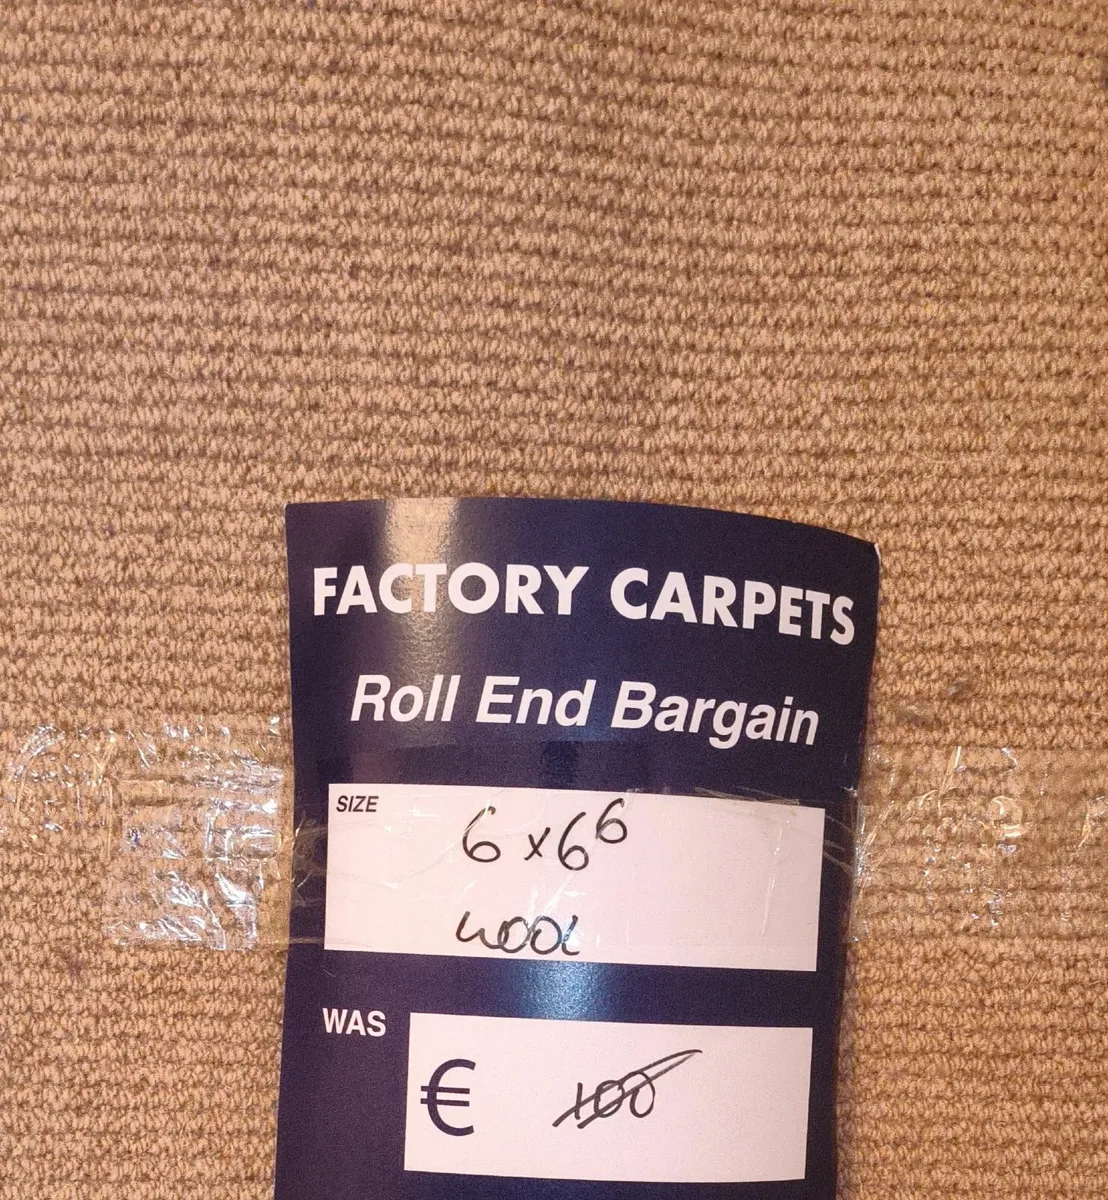 FACTORY CARPETS
Roll End Bargain
SIZE
6 x 6⁶
wool
WAS
€ 100